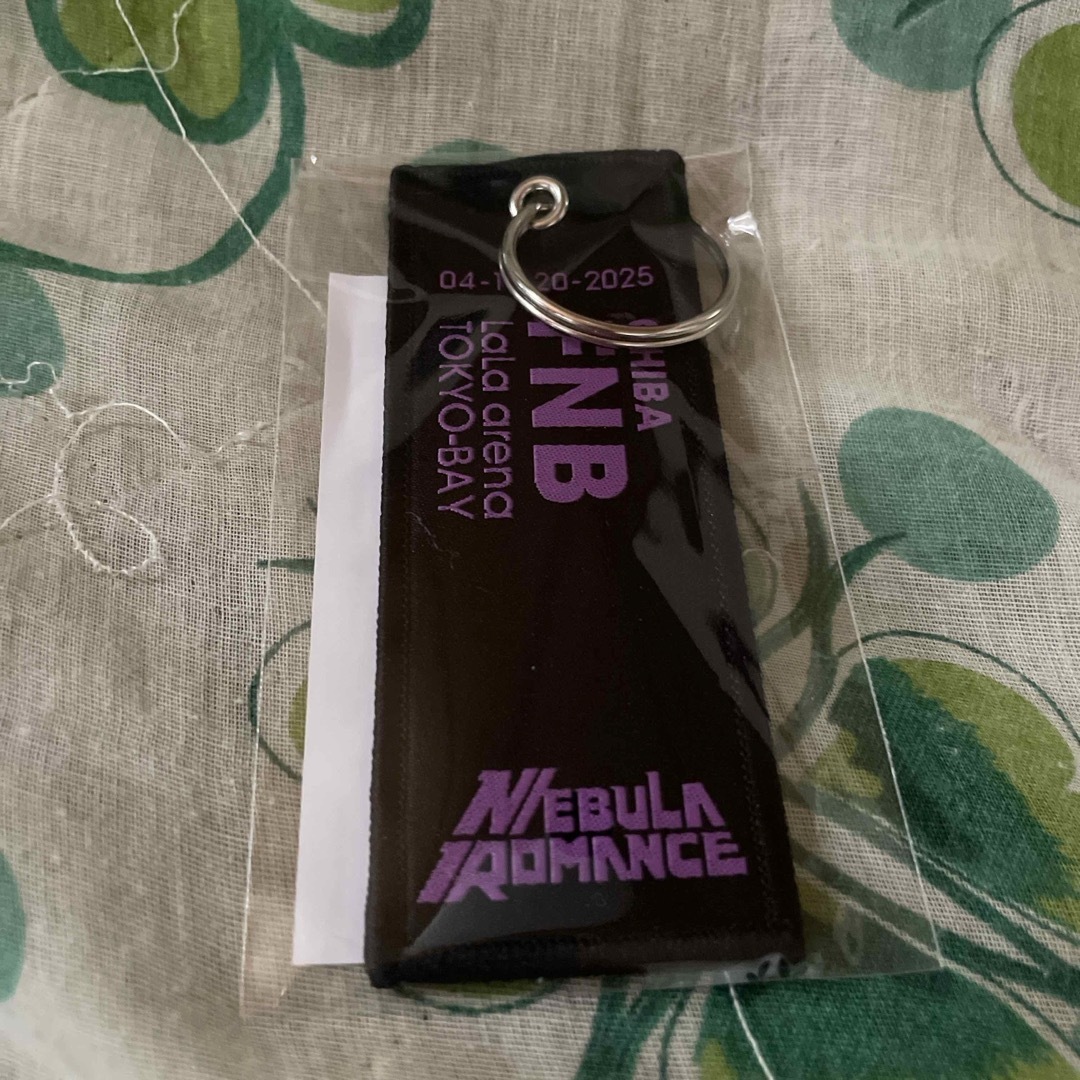 04-1 20-2025
CHIBA
FNB
LaLa arena
TOKYO-BAY
NEBULA
ROMANCE